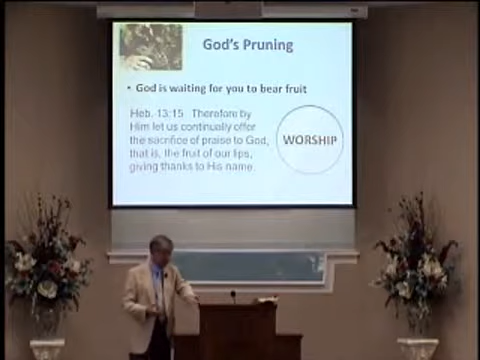 God's Pruning
• God is waiting for you to bear fruit
Heb. 13:15 Therefore by
Him let us continually offer
the sacrifice of praise to God,
that is, the fruit of our lips,
giving thanks to His name.
WORSHIP